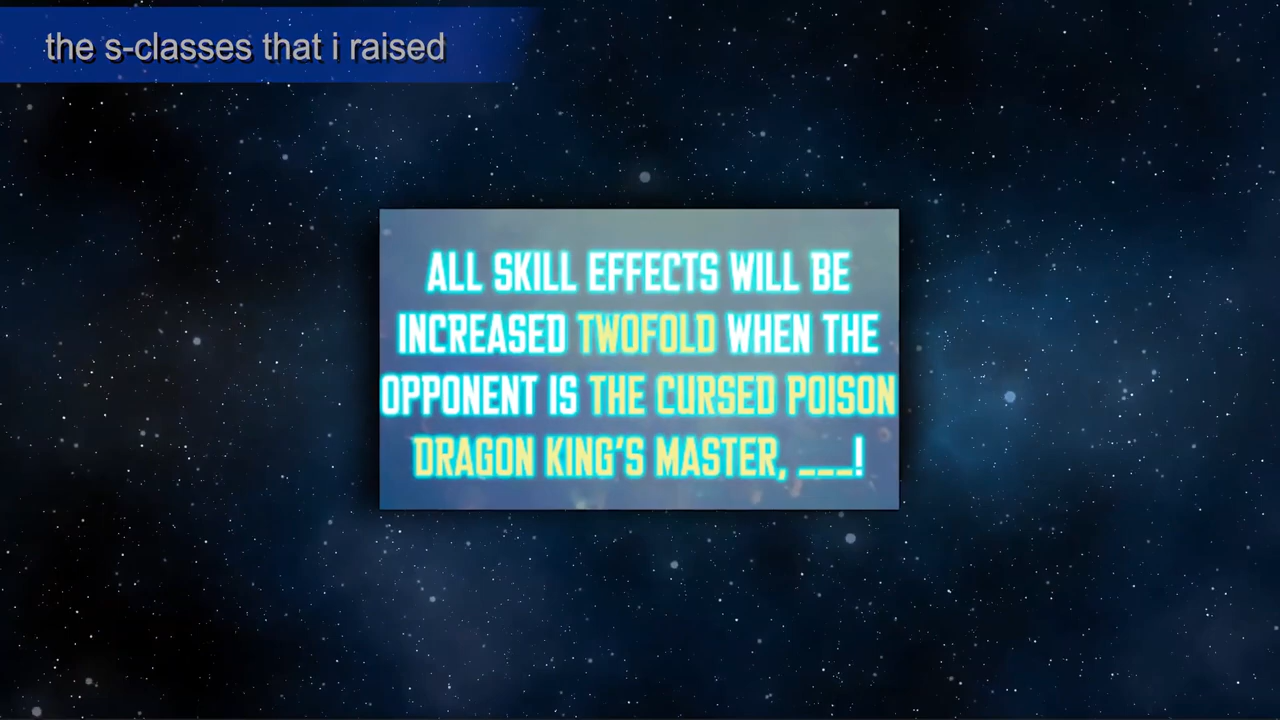 the s-classes that i raised
ALL SKILL EFFECTS WILL BE
INCREASED TWOFOLD WHEN THE
OPPONENT IS THE CURSED POISON
DRAGON KING'S MASTER, ___!